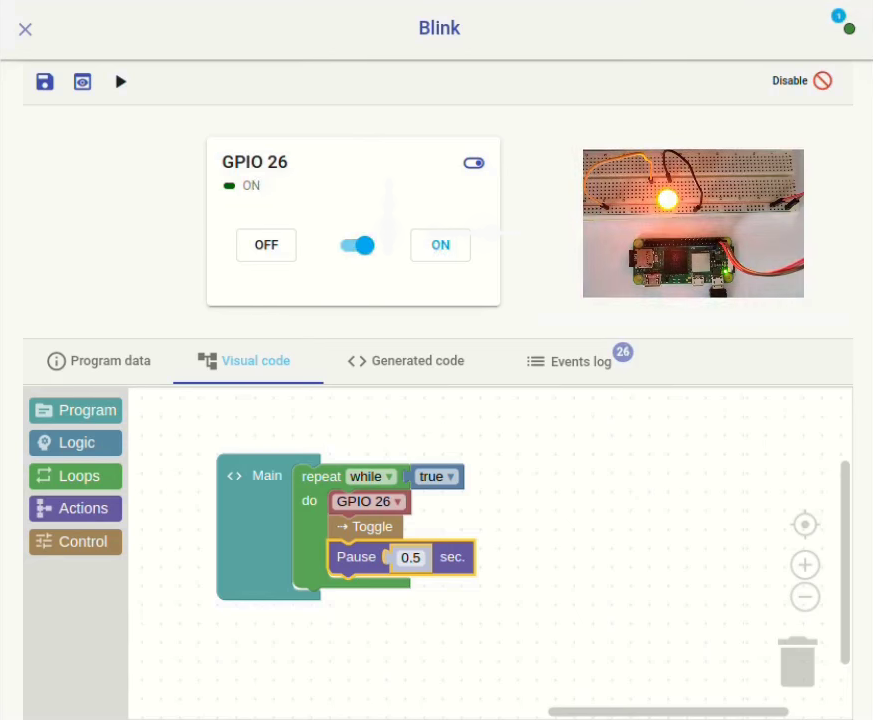 Blink
1
Disable
GPIO 26
ON
OFF
ON
Program data
Visual code
Generated code
Events log
26
Program
Logic
Loops
Actions
Control
<> Main
repeat while ▾ true ▾
do GPIO 26 ▾
⇢ Toggle
Pause 0.5 sec.